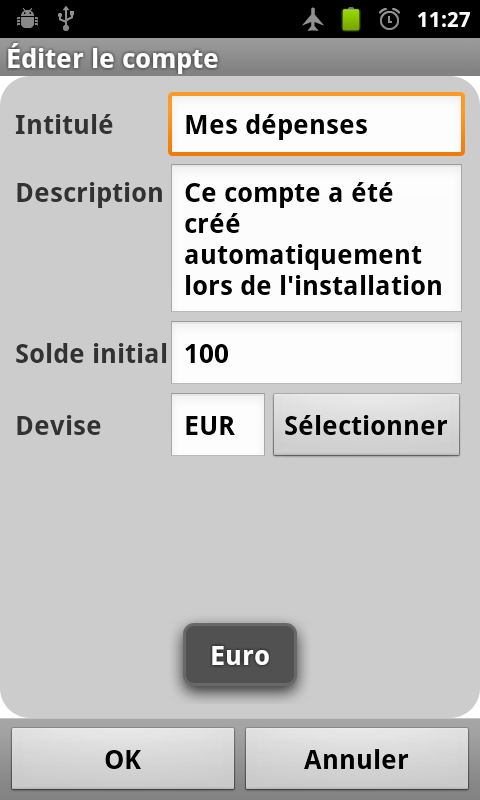 11:27
Éditer le compte
Intitulé
Mes dépenses
Description
Ce compte a été
créé
automatiquement
lors de l'installation
Solde initial
100
Devise
EUR
Sélectionner
Euro
OK
Annuler